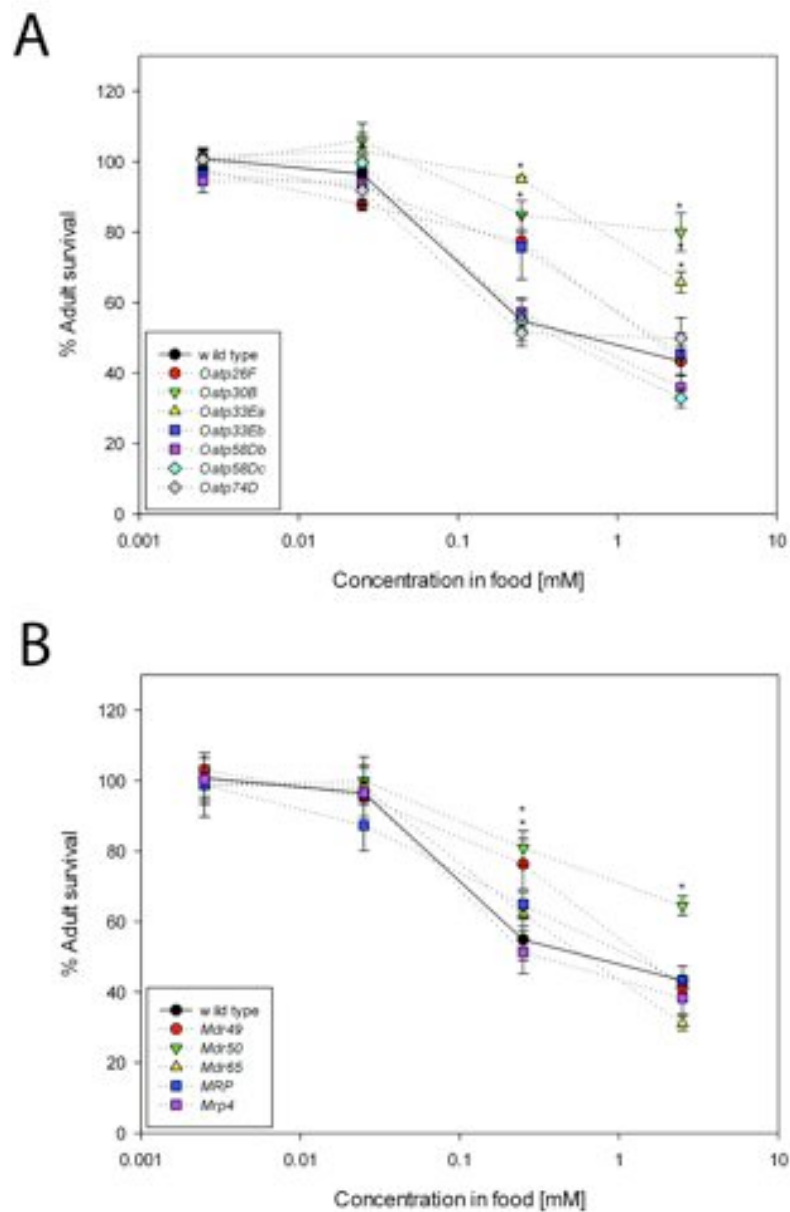 A
120
100
80
60
40
20
0
% Adult survival
wild type
Oatp26F
Oatp30B
Oatp33Ea
Oatp33Eb
Oatp58Db
Oatp58Dc
Oatp74D
0.001 0.01 0.1 1 10
Concentration in food [mM]
B
120
100
80
60
40
20
0
% Adult survival
wild type
Mdr49
Mdr50
Mdr65
MRP
Mrp4
0.001 0.01 0.1 1 10
Concentration in food [mM]